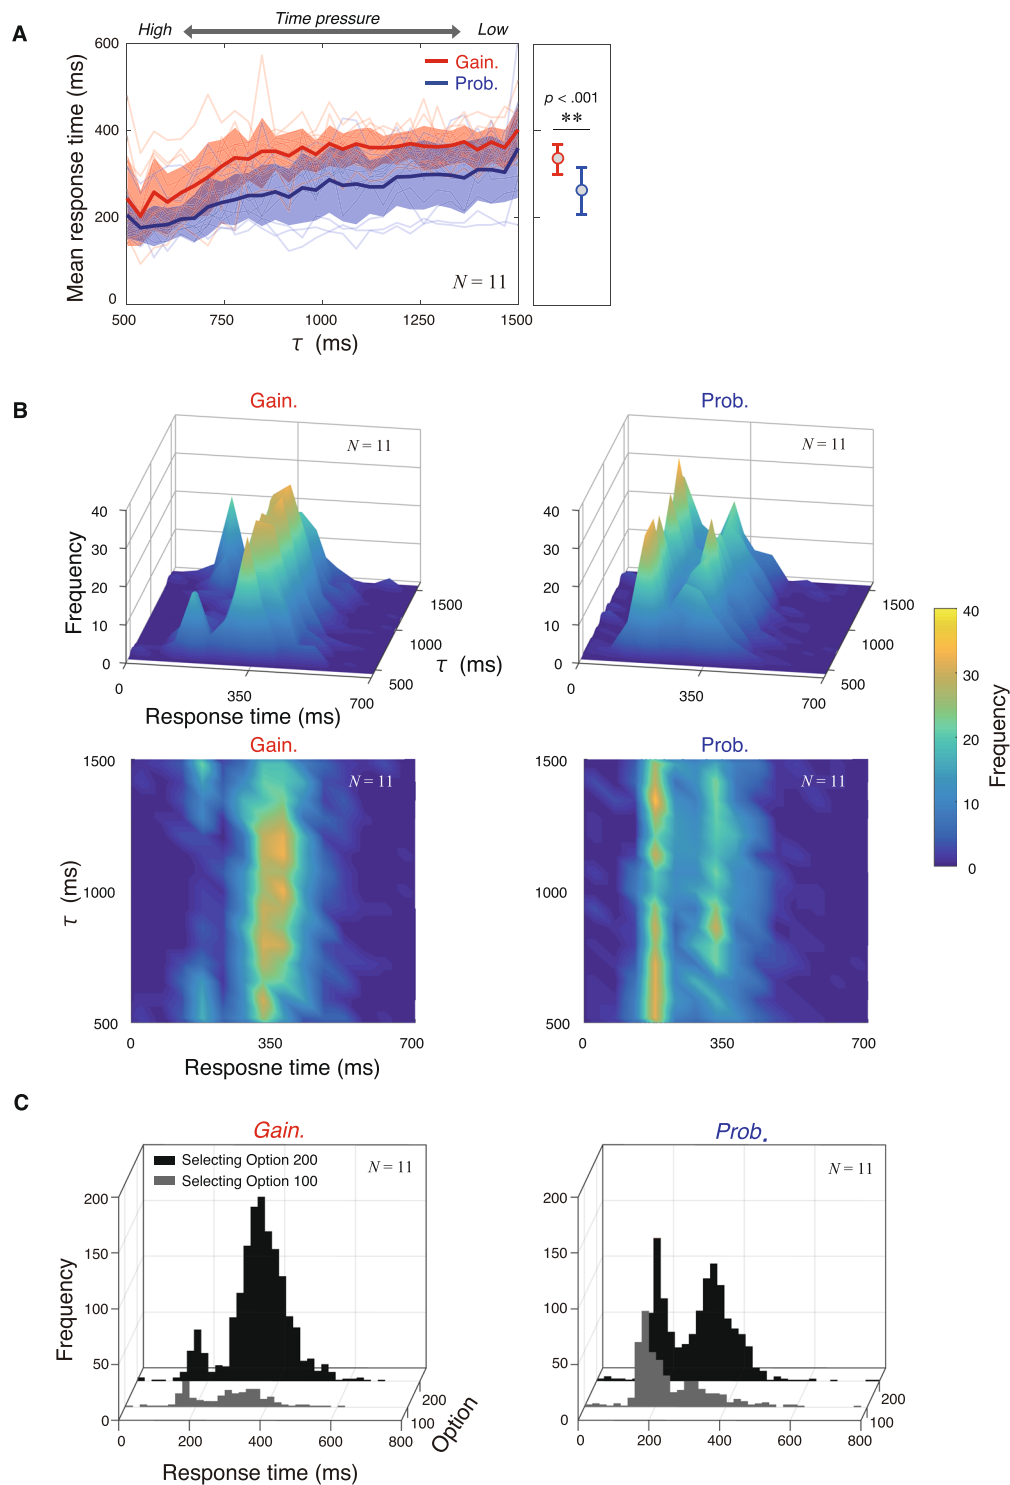 A
High
Time pressure
Low
Mean response time (ms)
600
400
200
0
Gain.
Prob.
p < .001
**
N = 11
500
750
1000
1250
1500
τ (ms)
B
Gain.
Prob.
N = 11
N = 11
Frequency
40
30
20
10
0
0
350
700
Response time (ms)
500
1000
1500
τ (ms)
40
30
20
10
0
0
350
700
500
1000
1500
40
30
20
10
0
Frequency
Gain.
Prob.
N = 11
N = 11
τ (ms)
1500
1000
500
0
350
700
Resposne time (ms)
1500
1000
500
0
350
700
C
Gain.
Prob.
Selecting Option 200
Selecting Option 100
N = 11
N = 11
Frequency
200
150
100
50
0
0
200
400
600
800
Response time (ms)
200
100
Option
200
150
100
50
0
0
200
400
600
800
200
100